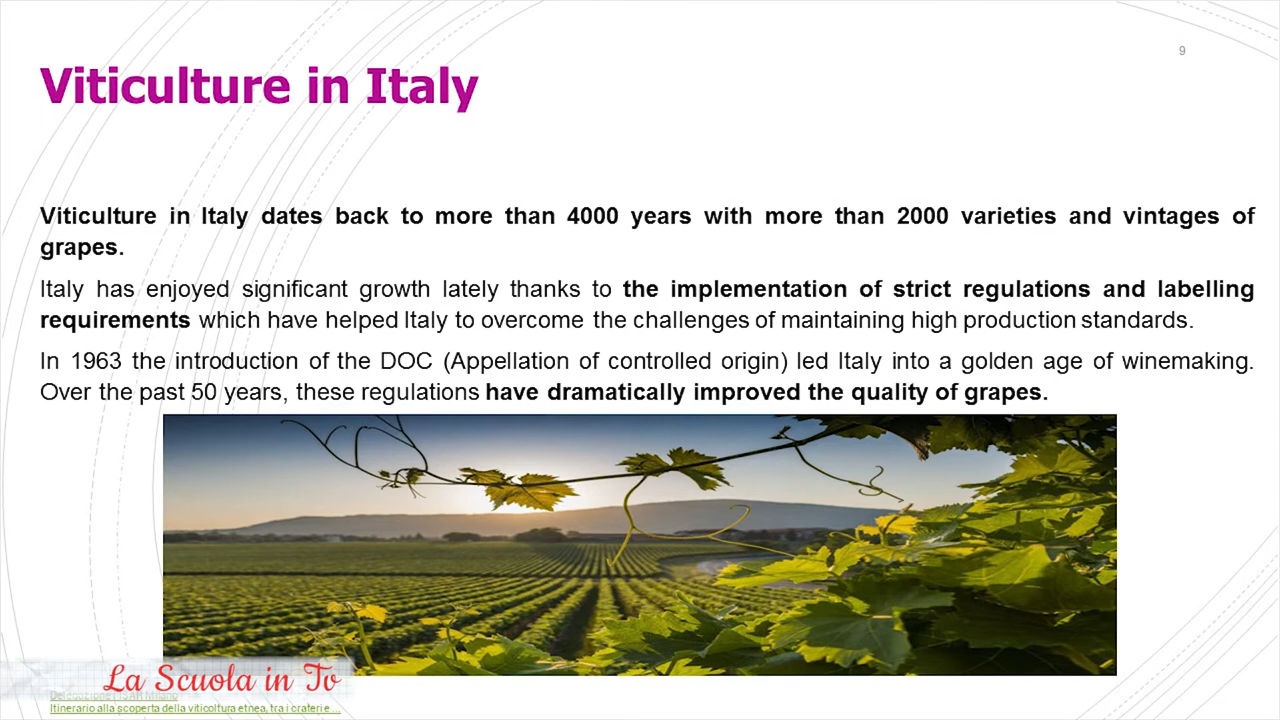 9
Viticulture in Italy
Viticulture in Italy dates back to more than 4000 years with more than 2000 varieties and vintages of
grapes.
Italy has enjoyed significant growth lately thanks to the implementation of strict regulations and labelling
requirements which have helped Italy to overcome the challenges of maintaining high production standards.
In 1963 the introduction of the DOC (Appellation of controlled origin) led Italy into a golden age of winemaking.
Over the past 50 years, these regulations have dramatically improved the quality of grapes.
La Scuola in Tv
Delegazione Milano
Itinerario alla scoperta della viticoltura etnea, tra i crateri e ...